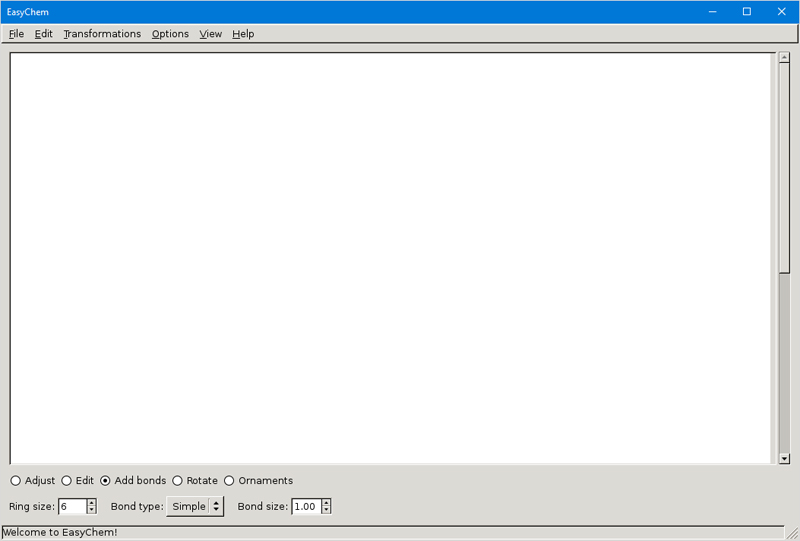 EasyChem
File Edit Transformations Options View Help
Adjust Edit Add bonds Rotate Ornaments
Ring size: 6 Bond type: Simple Bond size: 1.00
Welcome to EasyChem!